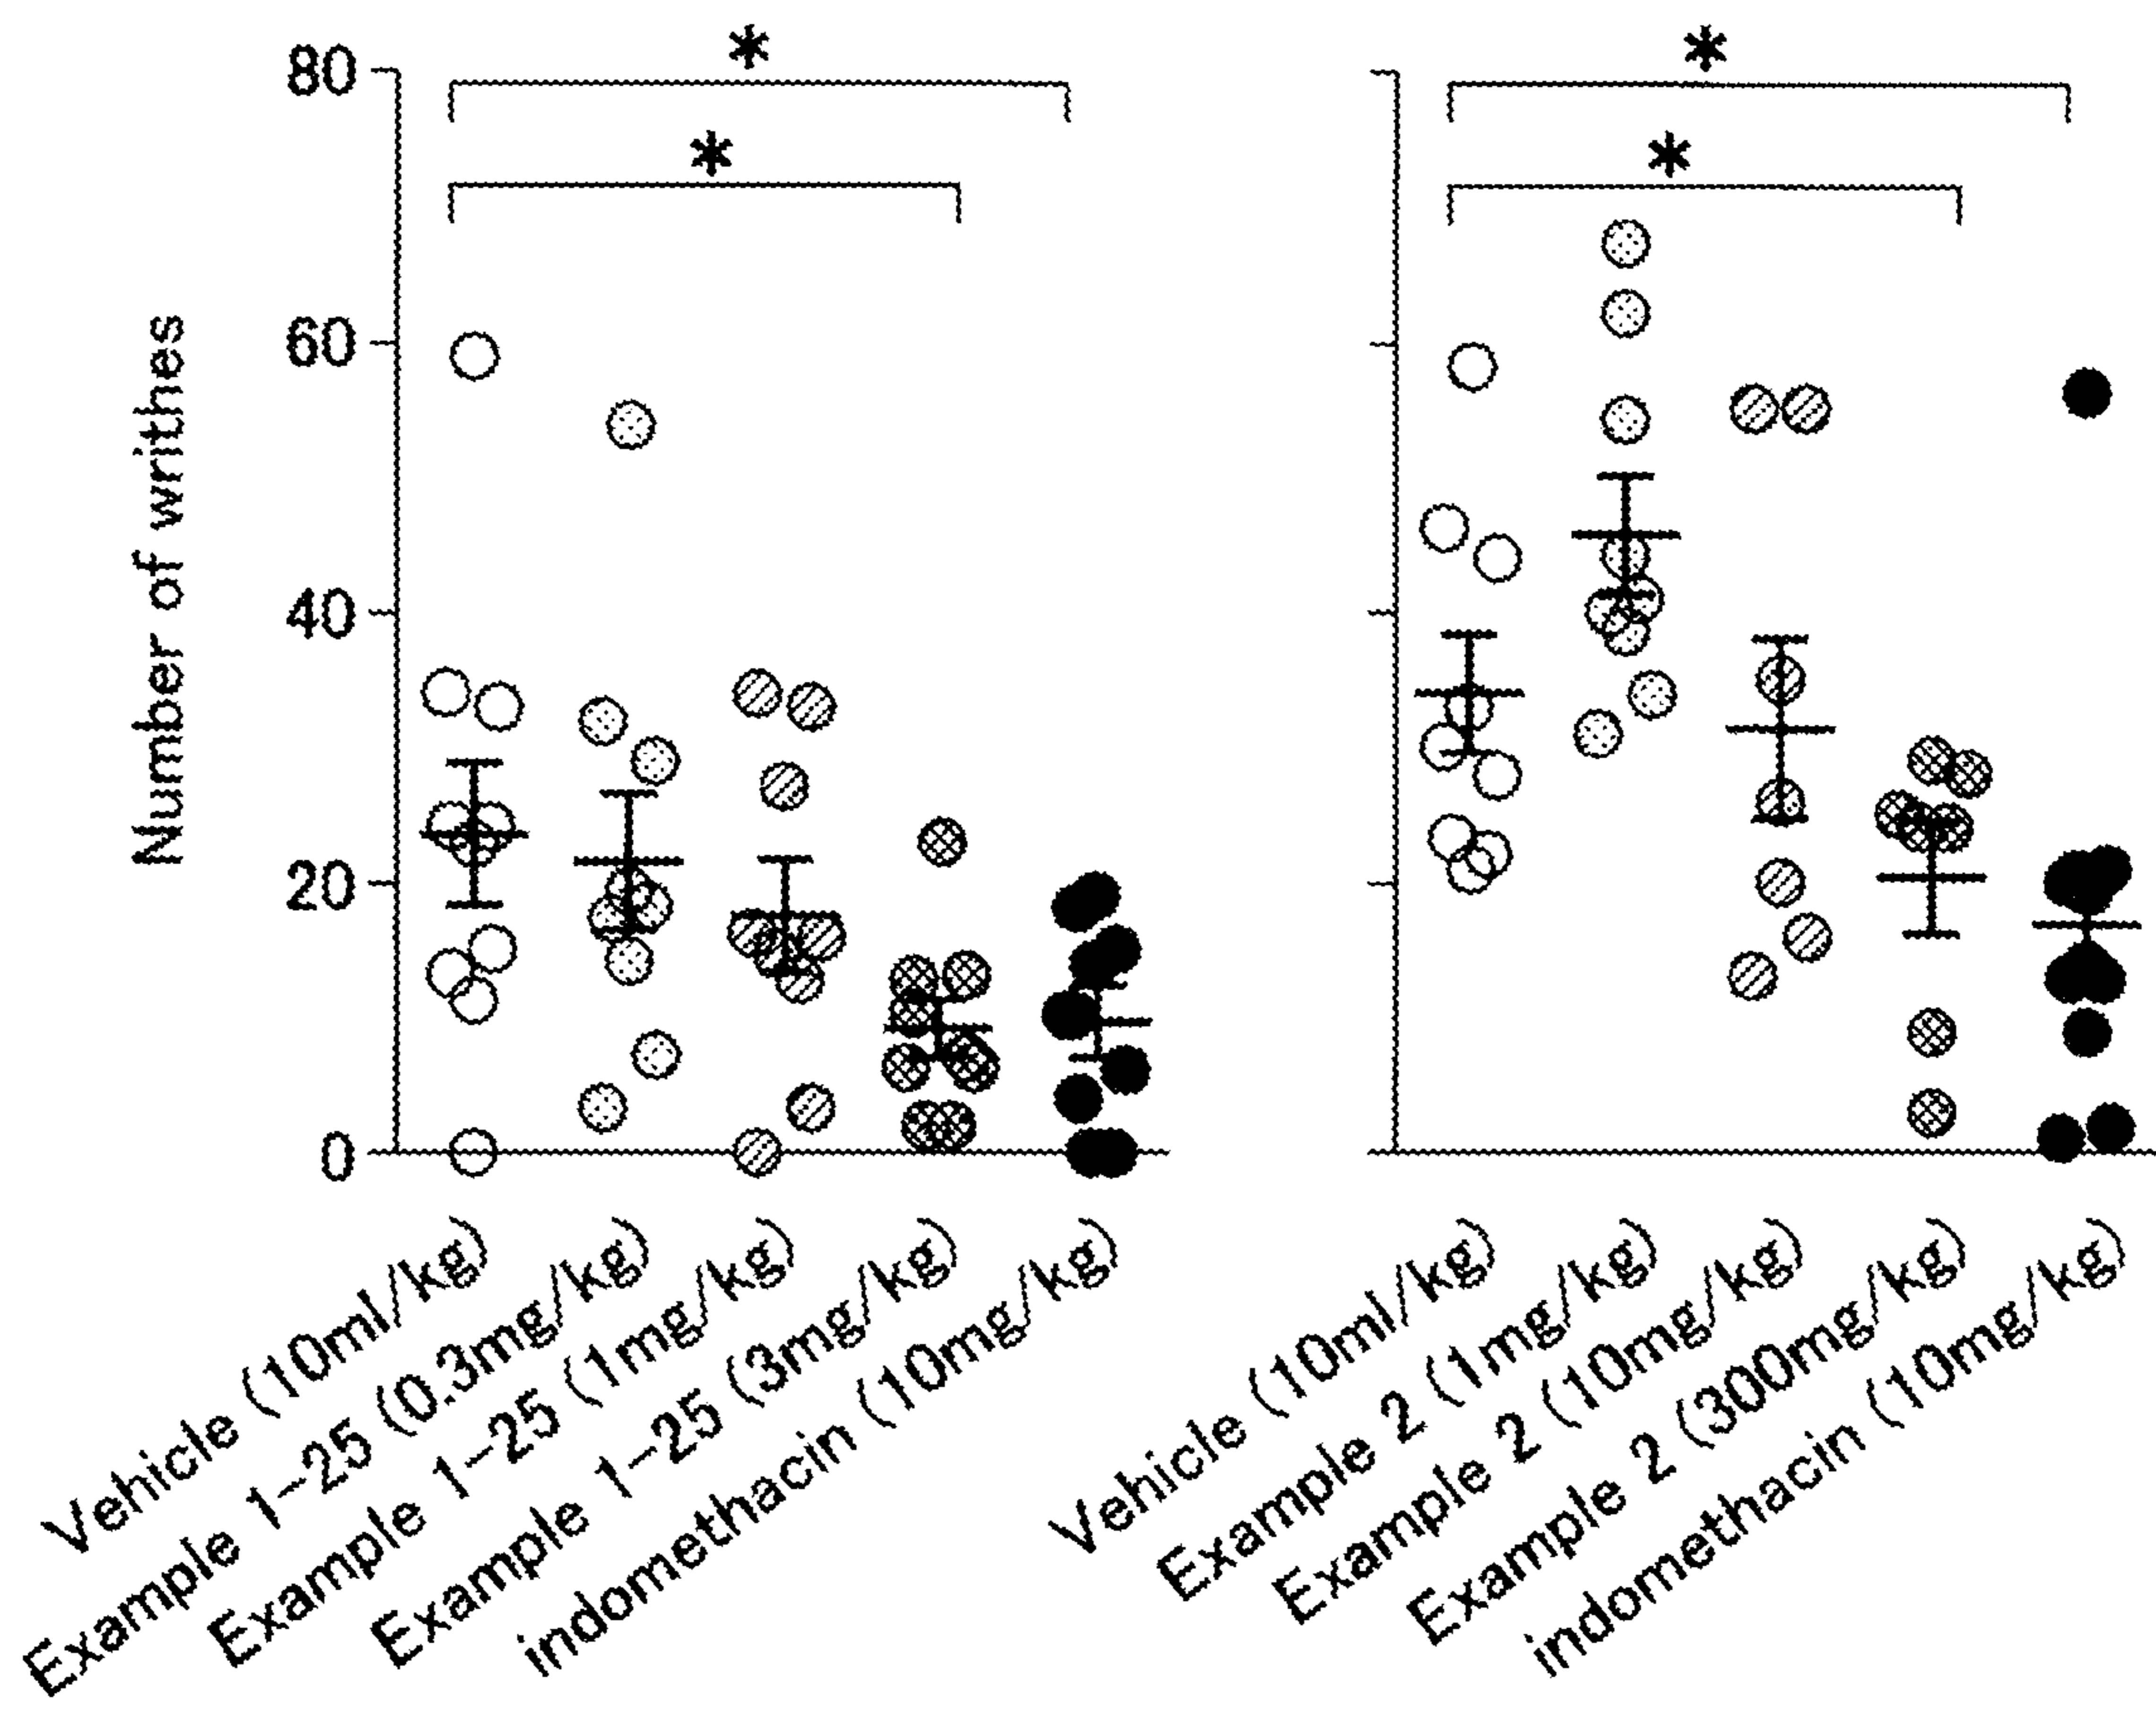 Number of writhes
80
60
40
20
0
*
*
*
*
Vehicle (10ml/kg)
Example 1-25 (0.3mg/kg)
Example 1-25 (1mg/kg)
Example 1-25 (3mg/kg)
indomethacin (10mg/kg)
Vehicle (10ml/kg)
Example 2 (1mg/kg)
Example 2 (10mg/kg)
Example 2 (300mg/kg)
indomethacin (10mg/kg)